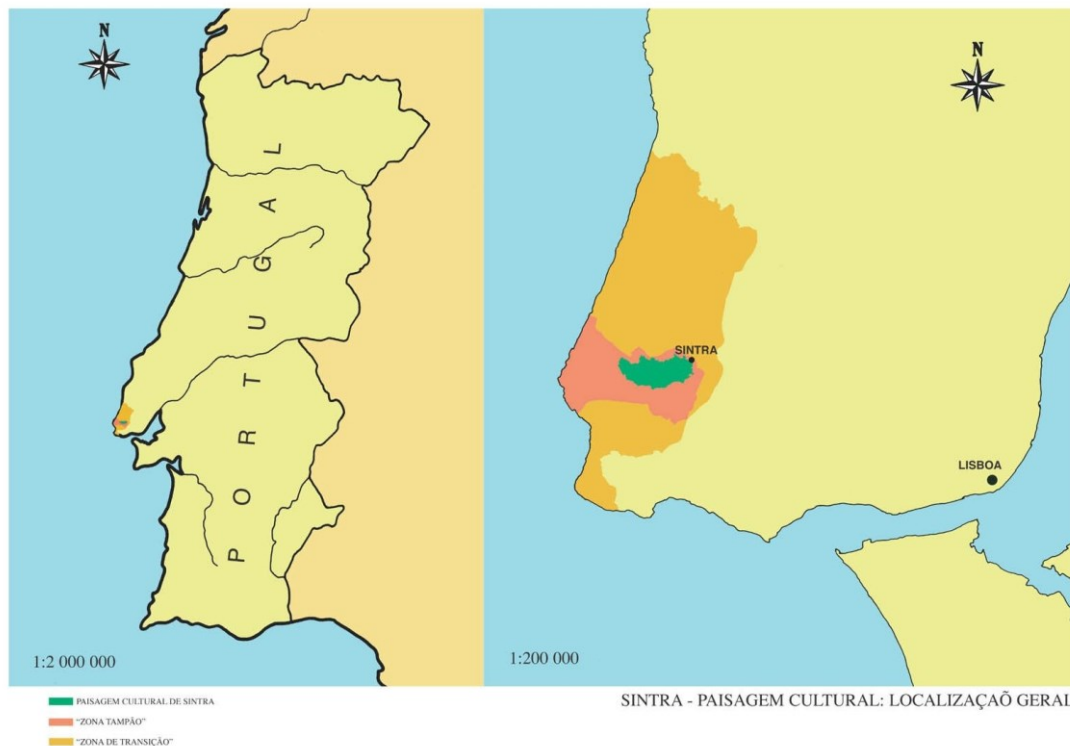 N
PORTUGAL
1:2 000 000
N
SINTRA
LISBOA
1:200 000
PAISAGEM CULTURAL DE SINTRA
"ZONA TAMPÃO"
"ZONA DE TRANSIÇÃO"
SINTRA - PAISAGEM CULTURAL: LOCALIZAÇAÕ GERAL